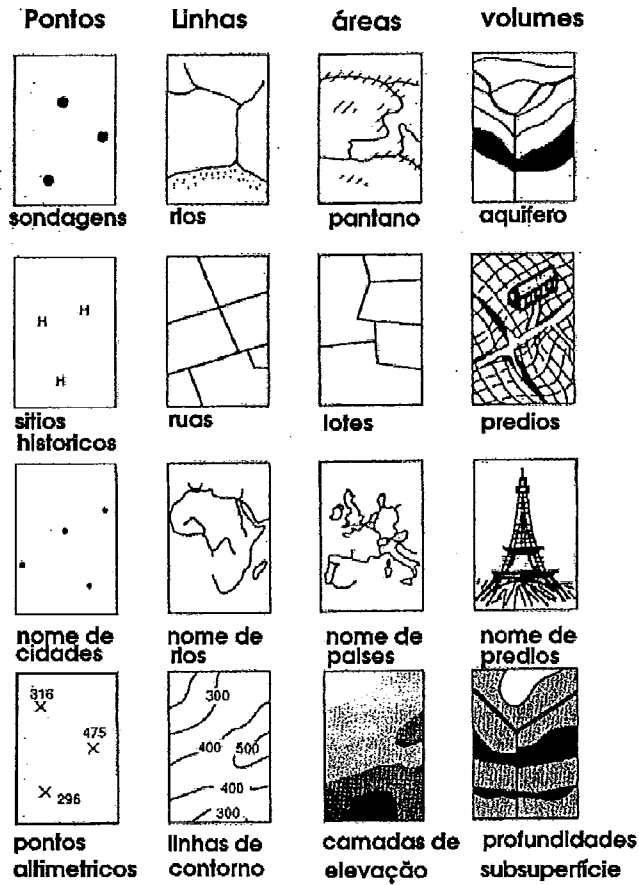 Pontos Linhas áreas volumes
sondagens rios pantano aquifero
H H
H
sitios
historicos
ruas lotes predios
nome de
cidades
nome de
rios
nome de
paises
nome de
predios
316
475
296
300
400 500
400
300
pontos
altimetricos
linhas de
contorno
camadas de
elevação
profundidades
subsuperfície